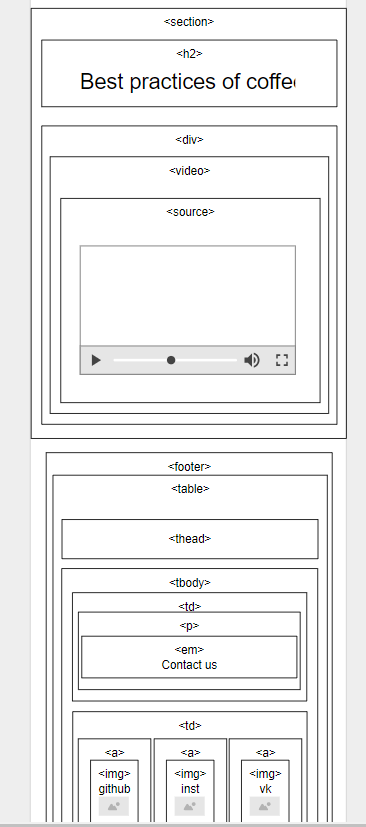 <section>
<h2>
Best practices of coffe
<div>
<video>
<source>
<footer>
<table>
<thead>
<tbody>
<td>
<p>
<em>
Contact us
<td>
<a> <a> <a>
<img> <img> <img>
github inst vk